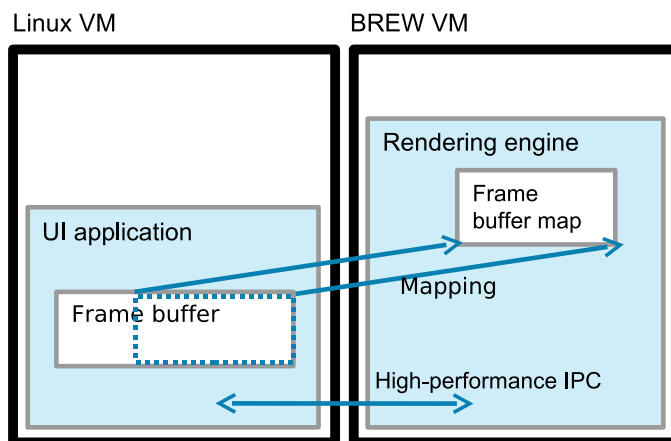 Linux VM
BREW VM
Rendering engine
Frame
buffer map
UI application
Mapping
Frame buffer
High-performance IPC